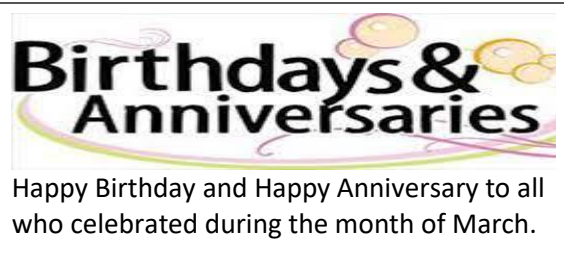 Birthdays &
Anniversaries
Happy Birthday and Happy Anniversary to all
who celebrated during the month of March.